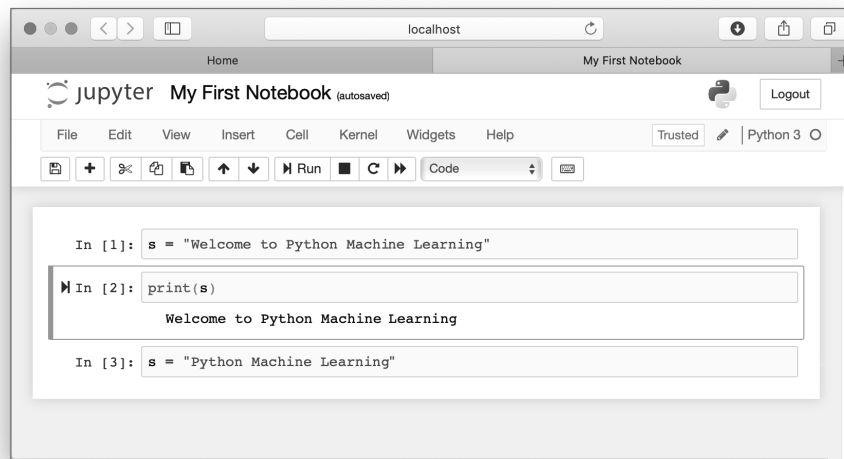 localhost
Home My First Notebook
jupyter My First Notebook (autosaved) Logout
File Edit View Insert Cell Kernel Widgets Help Trusted Python 3
Run Code
In [1]: s = "Welcome to Python Machine Learning"
In [2]: print(s)
Welcome to Python Machine Learning
In [3]: s = "Python Machine Learning"